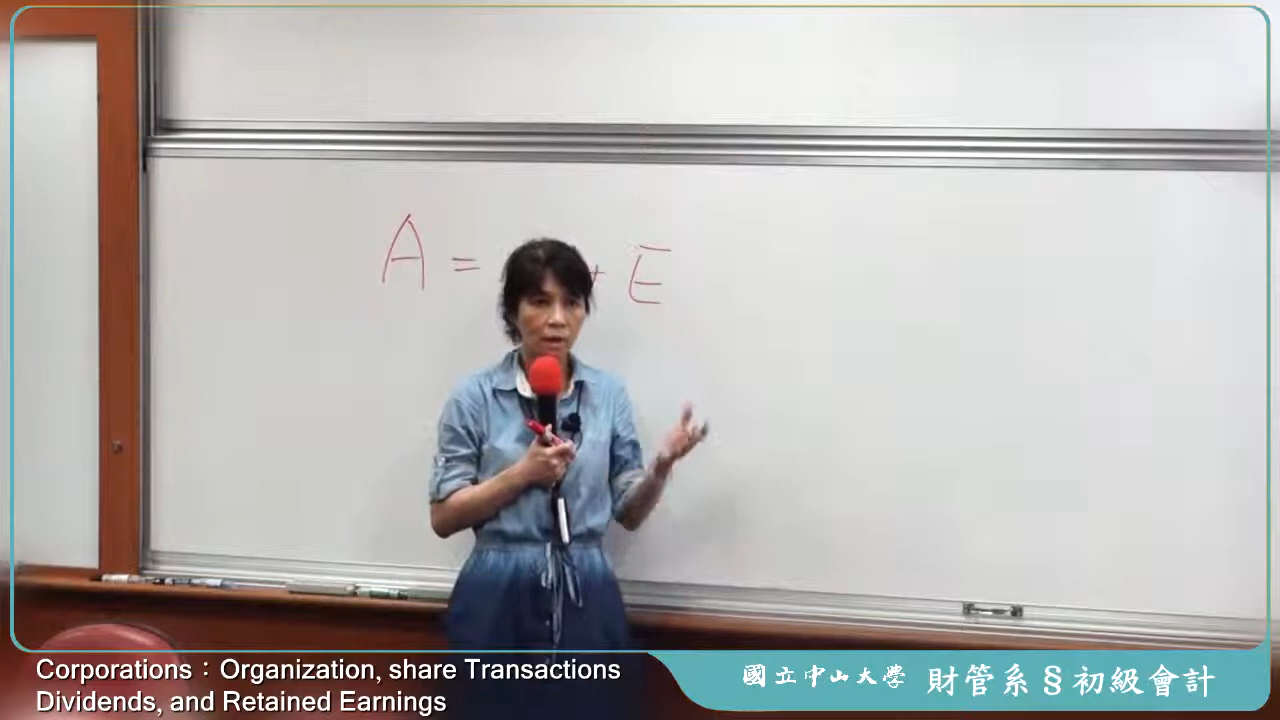 A = + E
Corporations：Organization, share Transactions
Dividends, and Retained Earnings
國立中山大學 財管系§初級會計